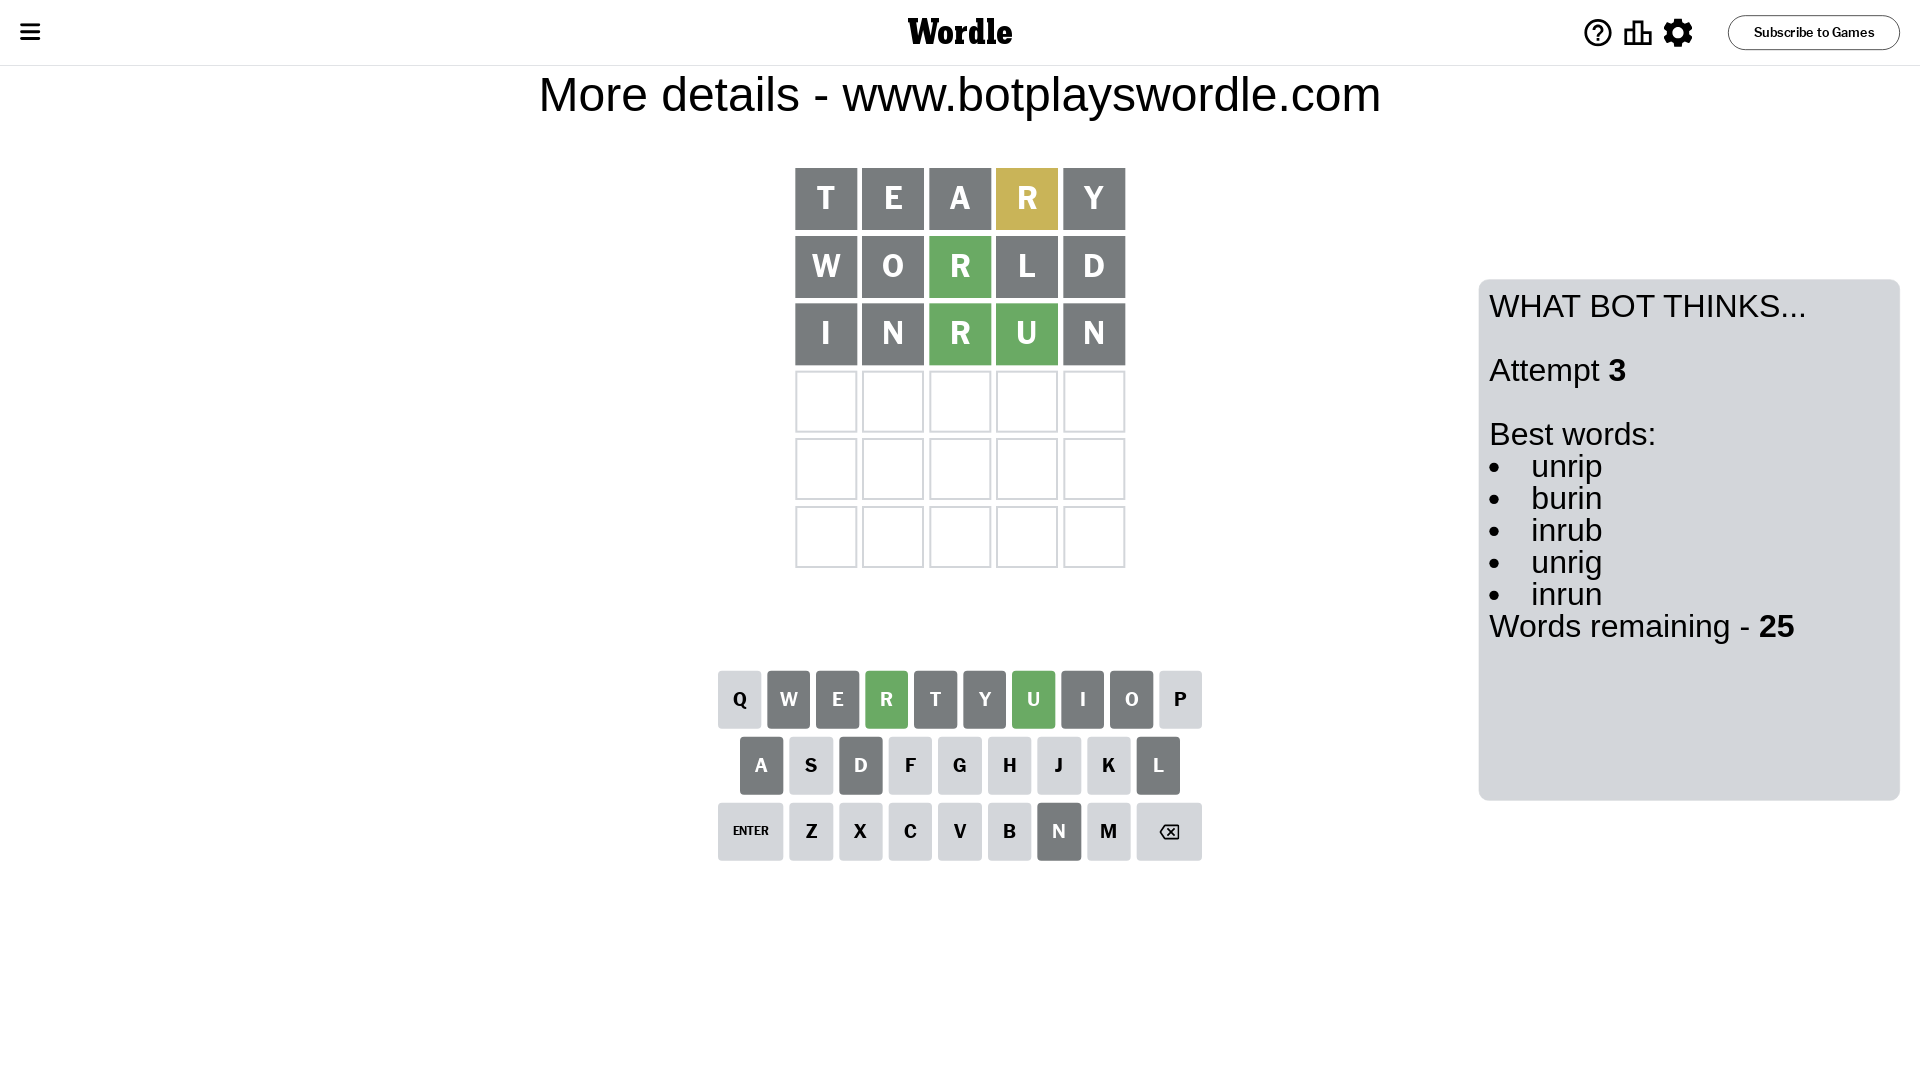 Wordle
Subscribe to Games
More details - www.botplayswordle.com
T E A R Y
W O R L D
I N R U N
WHAT BOT THINKS...
Attempt 3
Best words:
• unrip
• burin
• inrub
• unrig
• inrun
Words remaining - 25
Q W E R T Y U I O P
A S D F G H J K L
ENTER Z X C V B N M